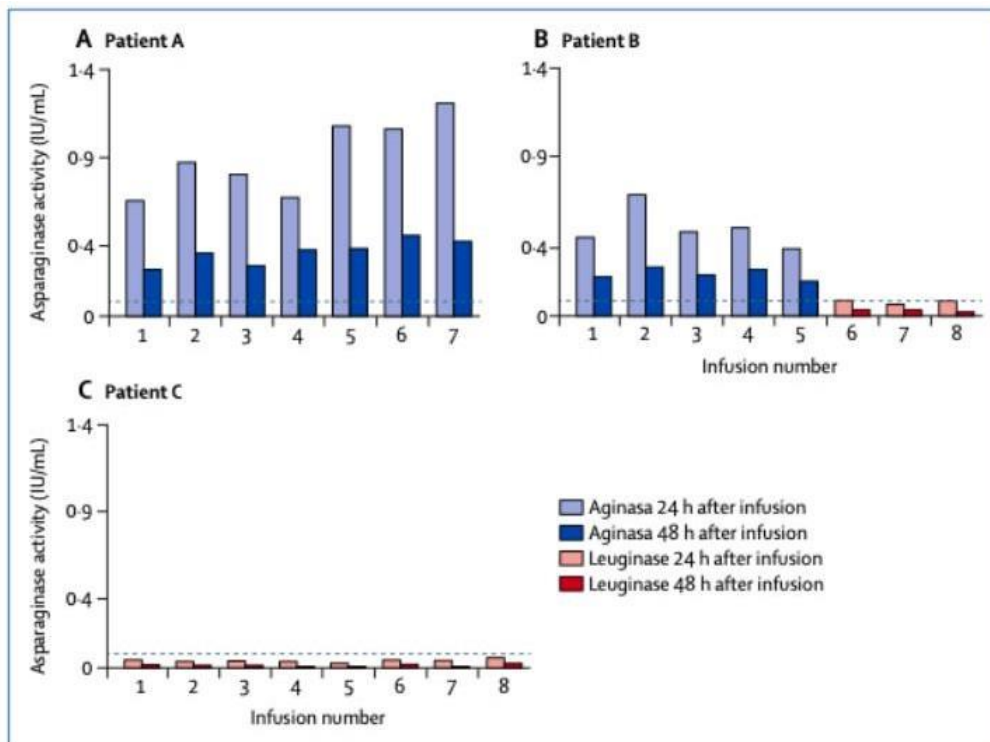 A Patient A
Asparaginase activity (IU/mL)
1·4
0·9
0·4
0
1 2 3 4 5 6 7
B Patient B
1·4
0·9
0·4
0
1 2 3 4 5 6 7 8
Infusion number
C Patient C
Asparaginase activity (IU/mL)
1·4
0·9
0·4
0
1 2 3 4 5 6 7 8
Infusion number
Aginasa 24 h after infusion
Aginasa 48 h after infusion
Leuginase 24 h after infusion
Leuginase 48 h after infusion